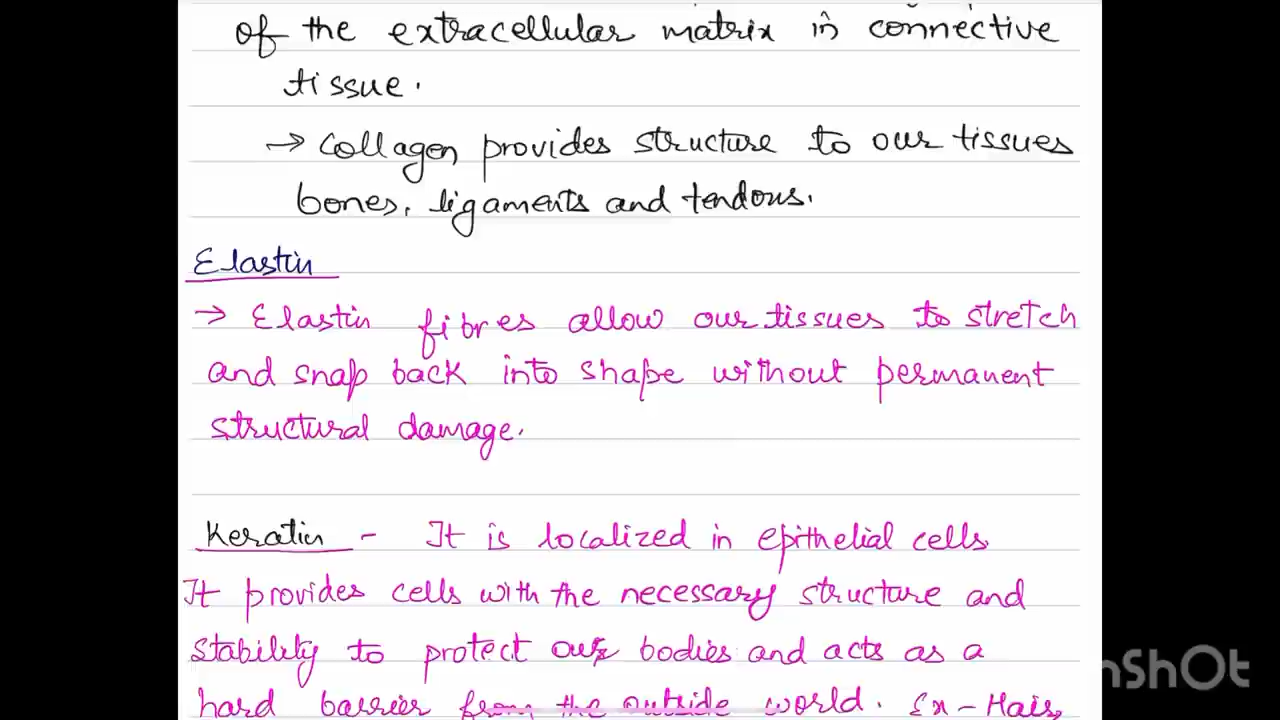 of the extracellular matrix in connective
tissue.
→ Collagen provides structure to our tissues
bones, ligaments and tendons.
Elastin
→ Elastin fibres allow our tissues to stretch
and snap back into shape without permanent
structural damage.
Keratin - It is localized in epithelial cells
It provides cells with the necessary structure and
stability to protect our bodies and acts as a
nShOt
hard barrier from the outside world. Ex - Hair,